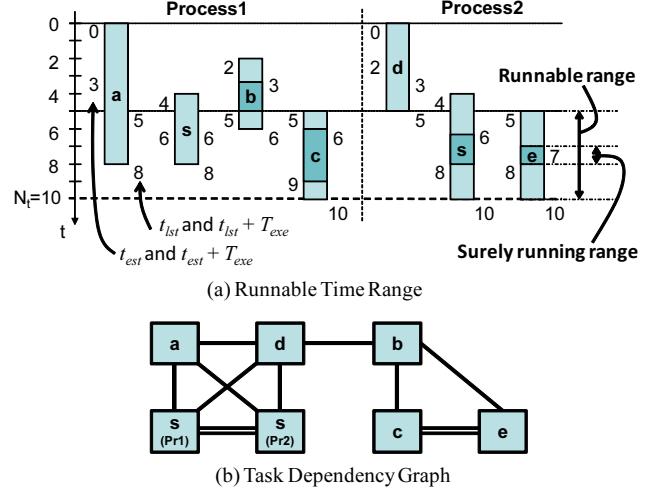 Process1 Process2
0 0 0
2 2 2 3
3 a 3 b d
4 4 4
5 5 5 5 5
6 s 6 6 6 6 s 6 e 7
c
8 8 8 8 8
9
N_t=10 10 10 10
t
Runnable range
Surely running range
t_lst and t_lst + T_exe
t_est and t_est + T_exe
(a) Runnable Time Range
a d b
s (Pr1) s (Pr2) c e
(b) Task Dependency Graph